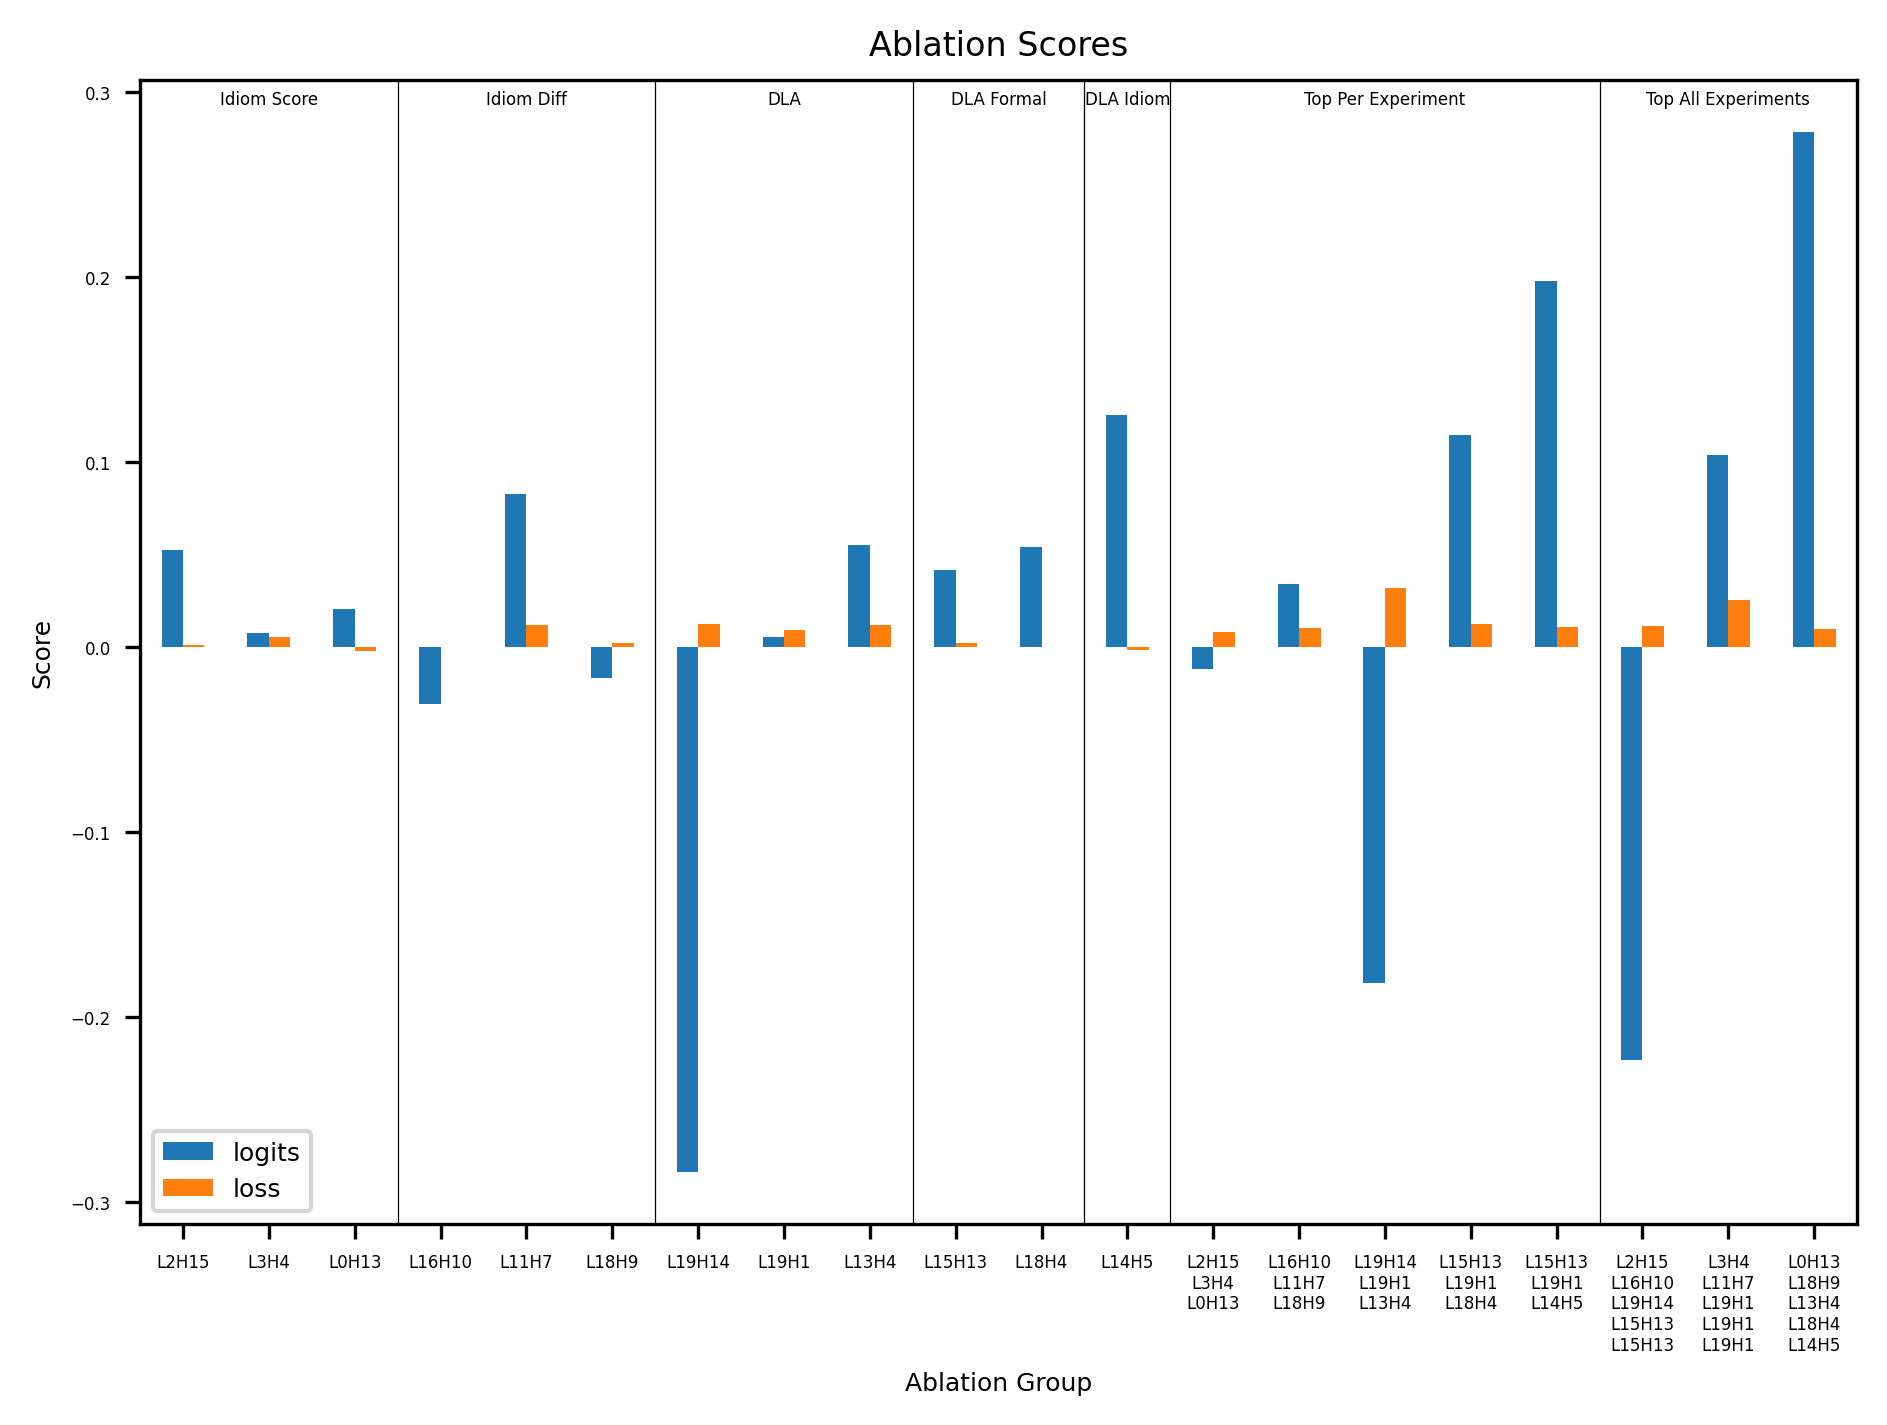 Ablation Scores
Idiom Score
Idiom Diff
DLA
DLA Formal
DLA Idiom
Top Per Experiment
Top All Experiments
0.3
0.2
0.1
0.0
−0.1
−0.2
−0.3
Score
logits
loss
L2H15
L3H4
L0H13
L16H10
L11H7
L18H9
L19H14
L19H1
L13H4
L15H13
L18H4
L14H5
L2H15
L3H4
L0H13
L16H10
L11H7
L18H9
L19H14
L19H1
L13H4
L15H13
L19H1
L18H4
L15H13
L19H1
L14H5
L2H15
L16H10
L19H14
L15H13
L15H13
L3H4
L11H7
L19H1
L19H1
L19H1
L0H13
L18H9
L13H4
L18H4
L14H5
Ablation Group